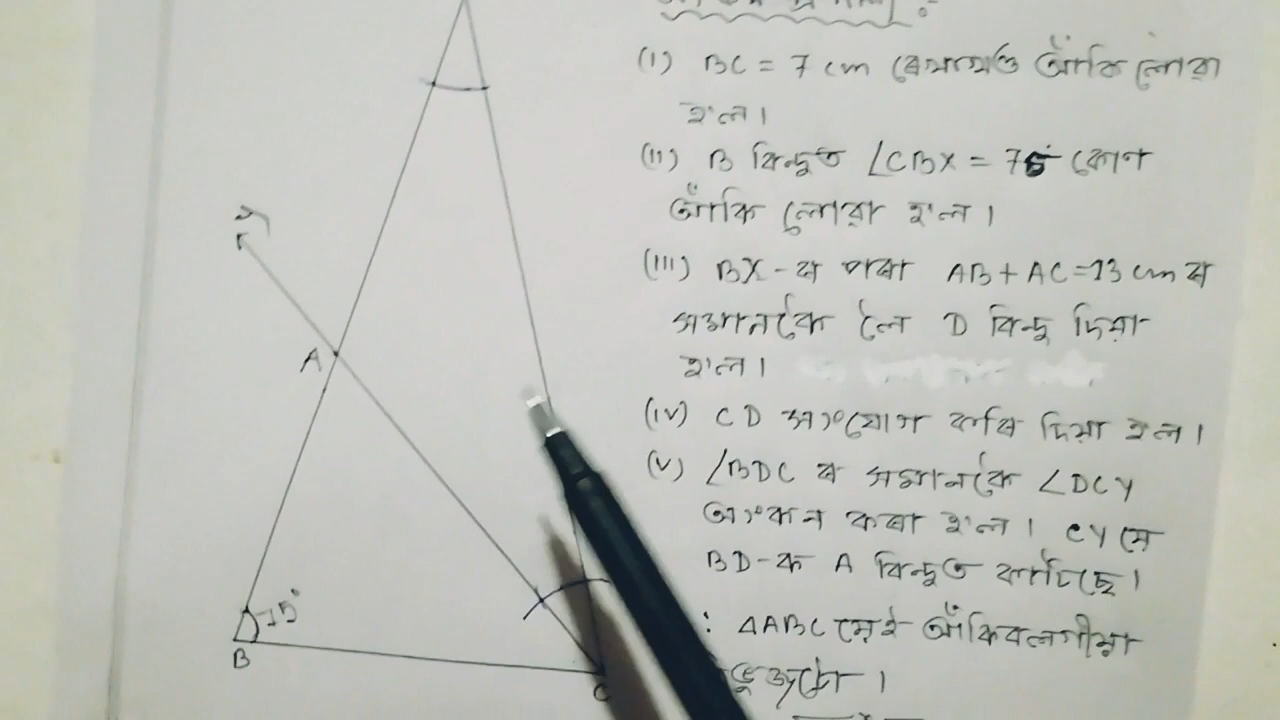 (i) BC = 7 cm ৰেখাখণ্ড আঁকি লোৱা
হ'ল।
(ii) B বিন্দুত ∠CBX = 75° কোণ
আঁকি লোৱা হ'ল।
(iii) BX-ৰ পৰা AB + AC = 13 cm ৰ
সমানকৈ লৈ D বিন্দু দিয়া
হ'ল।
(iv) CD সংযোগ কৰি দিয়া হ'ল।
(v) ∠BDC ৰ সমানকৈ ∠DCY
অংকন কৰা হ'ল। CY য়ে
BD-ক A বিন্দুত কাটিছে।
: ΔABC য়েই আঁকিবলগীয়া
y
A
75°
B
C